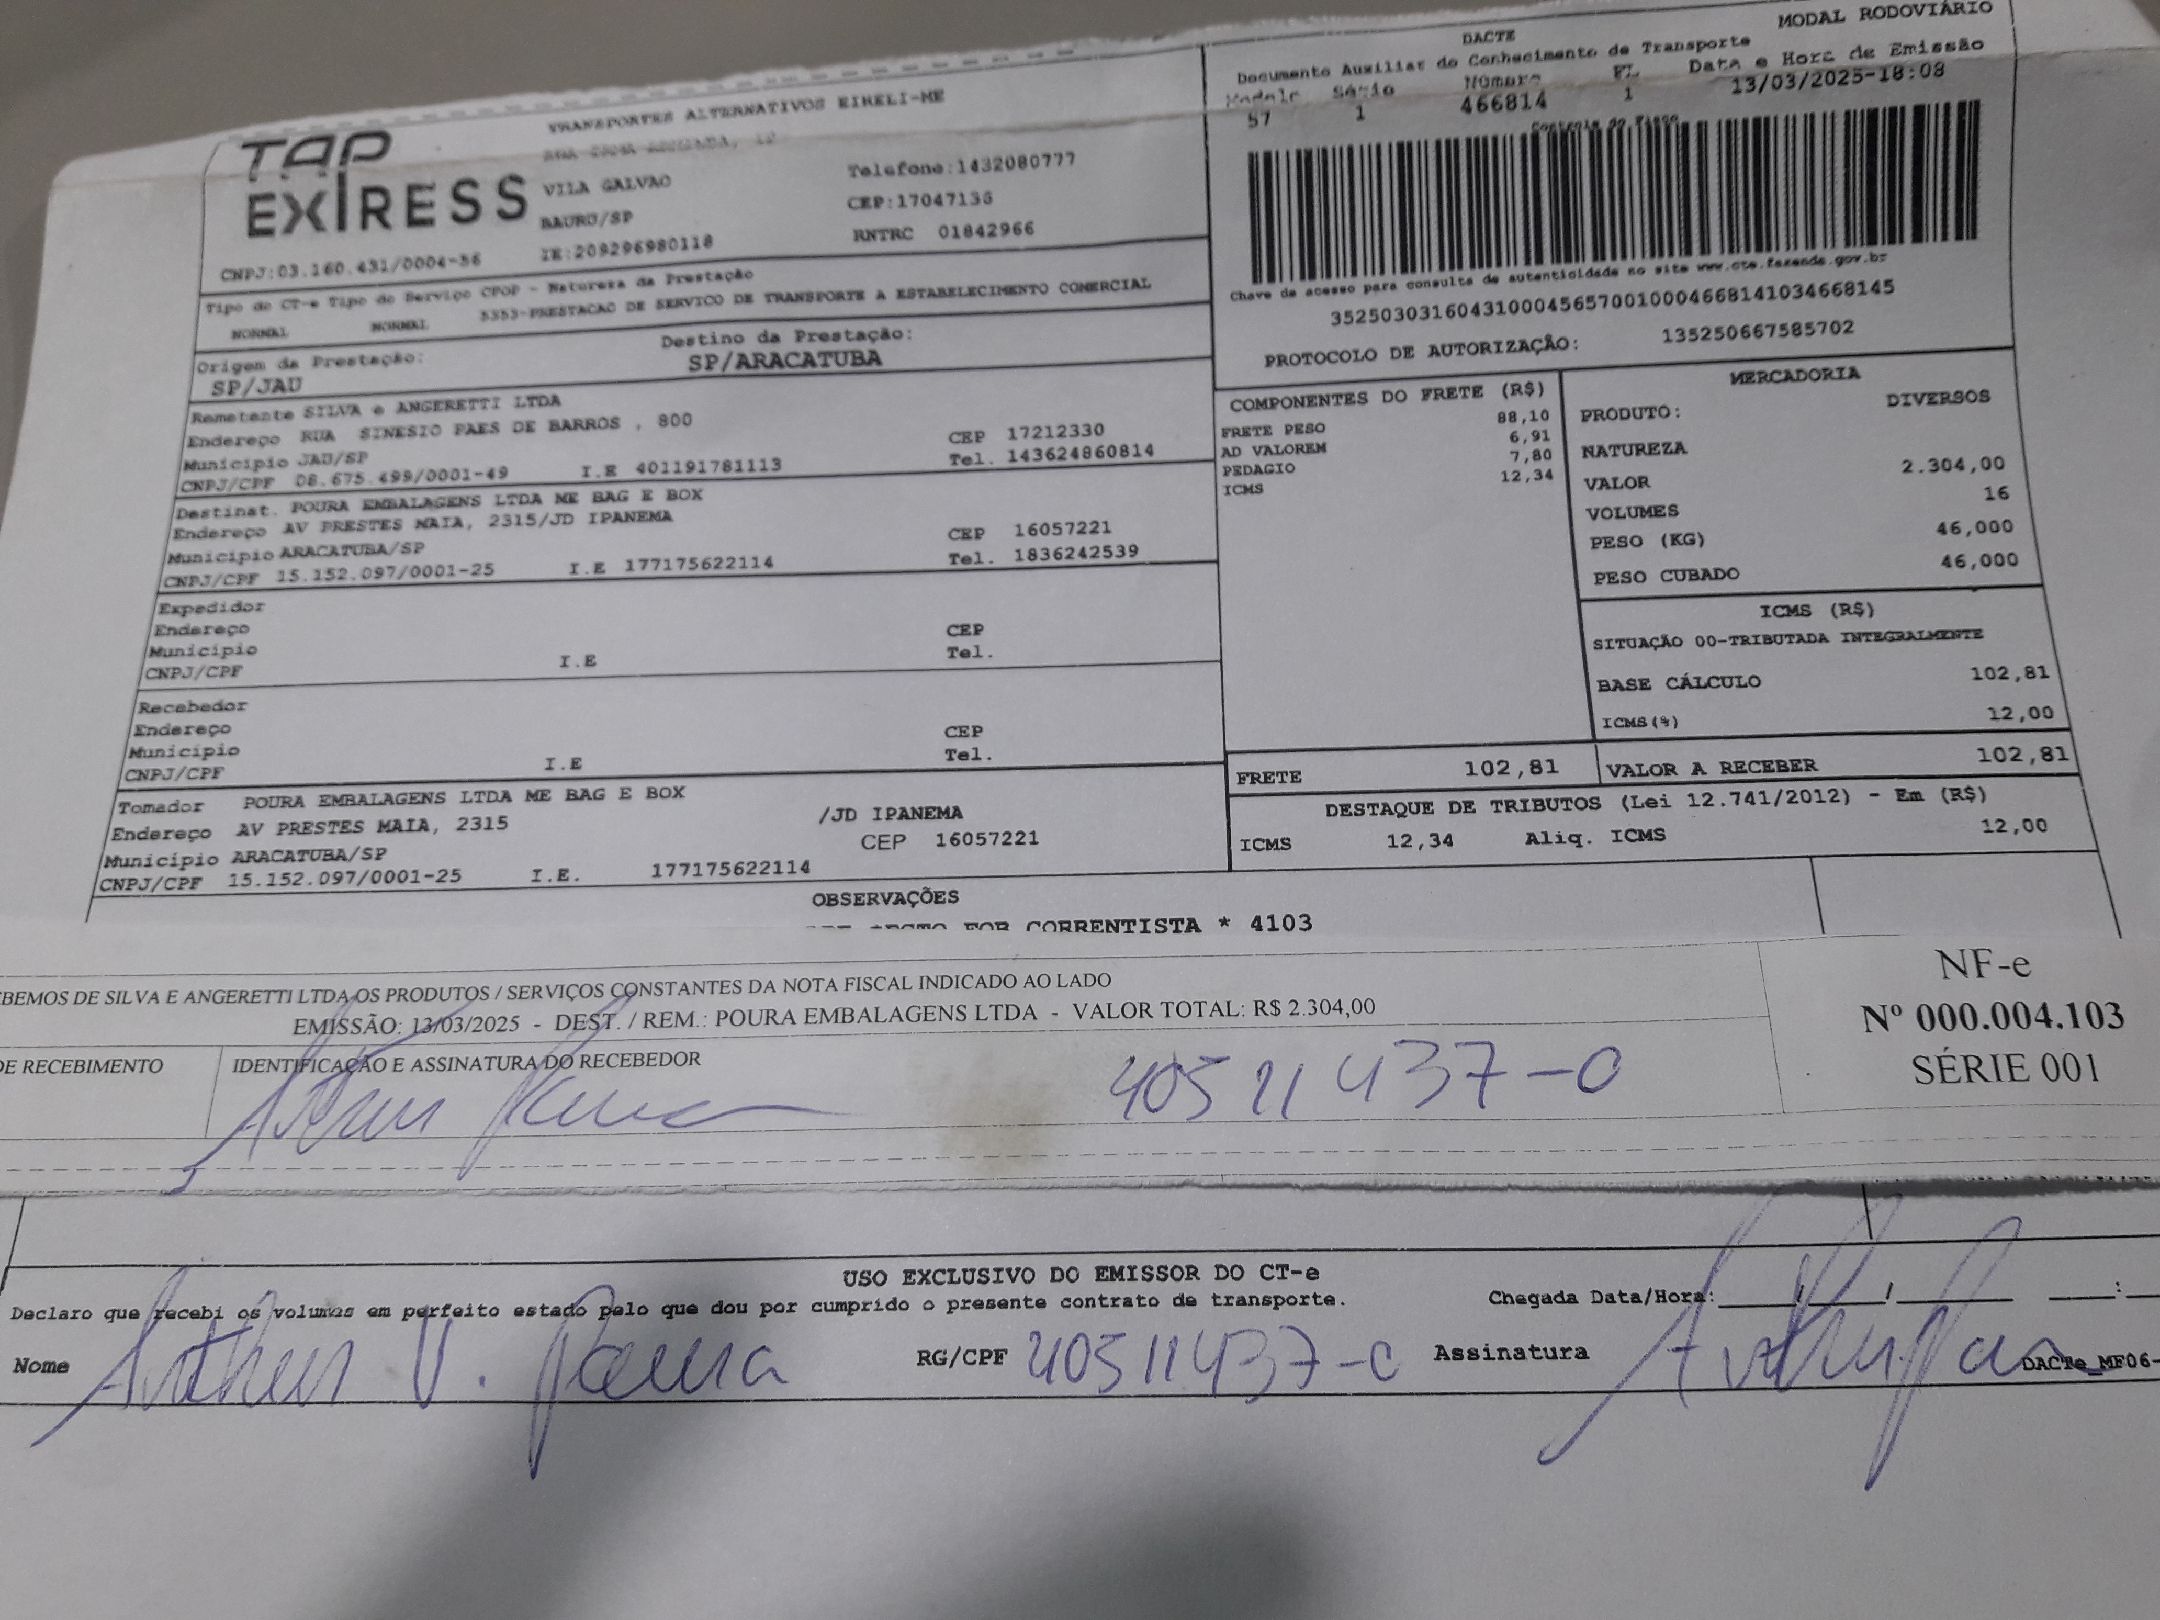 MODAL RODOVIÁRIO
DACTE
Documento Auxiliar do Conhecimento de Transporte
Modelo Série Número FL Data e Hora de Emissão
57 1 466814 1 13/03/2025-18:08
Controle do Fisco
TAP
EXPRESS
TRANSPORTES ALTERNATIVOS EIRELI-ME
VILA GALVAO
BAURU/SP
IE:209296980118
Telefone:1432080777
CEP:17047136
RNTRC 01842966
CNPJ:03.160.431/0004-56
Chave de acesso para consulta de autenticidade no site www.cte.fazenda.gov.br
35250303160431000456570010004668141034668145
PROTOCOLO DE AUTORIZAÇÃO: 135250667585702
Tipo do CT-e Tipo do Serviço CFOP - Natureza da Prestação
NORMAL NORMAL 5353-PRESTACAO DE SERVICO DE TRANSPORTE A ESTABELECIMENTO COMERCIAL
Origem da Prestação: Destino da Prestação:
SP/JAU SP/ARACATUBA
Remetente SILVA e ANGERETTI LTDA
Endereço RUA SINESIO PAES DE BARROS , 800 CEP 17212330
Município JAU/SP Tel. 143624860814
CNPJ/CPF 08.675.499/0001-49 I.E 401191781113
Destinat. POURA EMBALAGENS LTDA ME BAG E BOX
Endereço AV PRESTES MAIA, 2315/JD IPANEMA CEP 16057221
Município ARACATUBA/SP Tel. 1836242539
CNPJ/CPF 15.152.097/0001-25 I.E 177175622114
Expedidor
Endereço CEP
Município Tel.
CNPJ/CPF I.E
Recebedor
Endereço CEP
Município Tel.
CNPJ/CPF I.E
Tomador POURA EMBALAGENS LTDA ME BAG E BOX
Endereço AV PRESTES MAIA, 2315 /JD IPANEMA
Município ARACATUBA/SP CEP 16057221
CNPJ/CPF 15.152.097/0001-25 I.E. 177175622114
COMPONENTES DO FRETE (R$)
FRETE PESO 88,10
AD VALOREM 6,91
PEDAGIO 7,80
ICMS 12,34
MERCADORIA
PRODUTO: DIVERSOS
NATUREZA
VALOR 2.304,00
VOLUMES 16
PESO (KG) 46,000
PESO CUBADO 46,000
ICMS (R$)
SITUAÇÃO 00-TRIBUTADA INTEGRALMENTE
BASE CÁLCULO 102,81
ICMS(%) 12,00
FRETE 102,81 VALOR A RECEBER 102,81
DESTAQUE DE TRIBUTOS (Lei 12.741/2012) - Em (R$)
ICMS 12,34 Aliq. ICMS 12,00
OBSERVAÇÕES
FOB CORRENTISTA * 4103
EBEMOS DE SILVA E ANGERETTI LTDA OS PRODUTOS / SERVIÇOS CONSTANTES DA NOTA FISCAL INDICADO AO LADO
EMISSÃO: 13/03/2025 - DEST. / REM.: POURA EMBALAGENS LTDA - VALOR TOTAL: R$ 2.304,00
DE RECEBIMENTO IDENTIFICAÇÃO E ASSINATURA DO RECEBEDOR
40511437-0
NF-e
Nº 000.004.103
SÉRIE 001
USO EXCLUSIVO DO EMISSOR DO CT-e
Declaro que recebi os volumes em perfeito estado pelo que dou por cumprido o presente contrato de transporte. Chegada Data/Hora:____/____/____ ____:__
Nome Arthur V. Poura RG/CPF 40511437-0 Assinatura
DACTe_MF06-